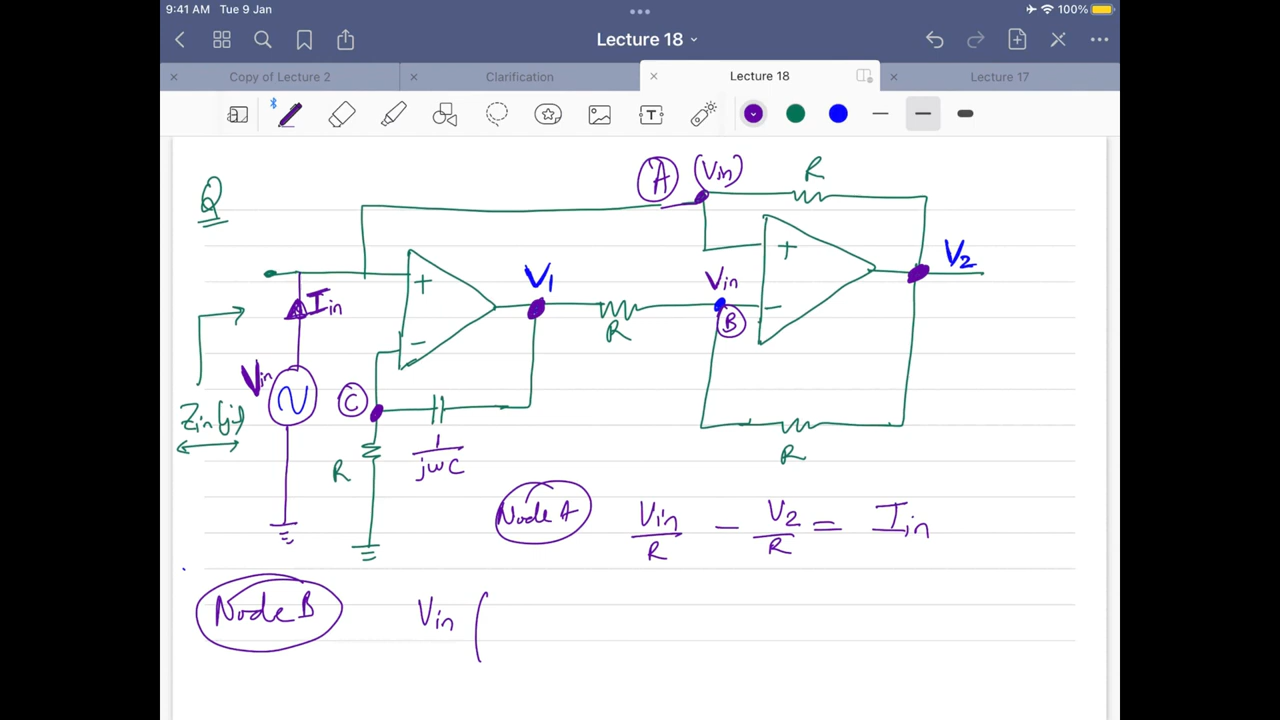 9:41 AM Tue 9 Jan 100%
Lecture 18
Copy of Lecture 2 Clarification Lecture 18 Lecture 17
T
Q
A (Vin) R
+ + V2
Iin V1 Vin
R - B
Vin -
Zin(jω) C
R 1/jωC R
Node A Vin/R - V2/R = Iin
Node B Vin (